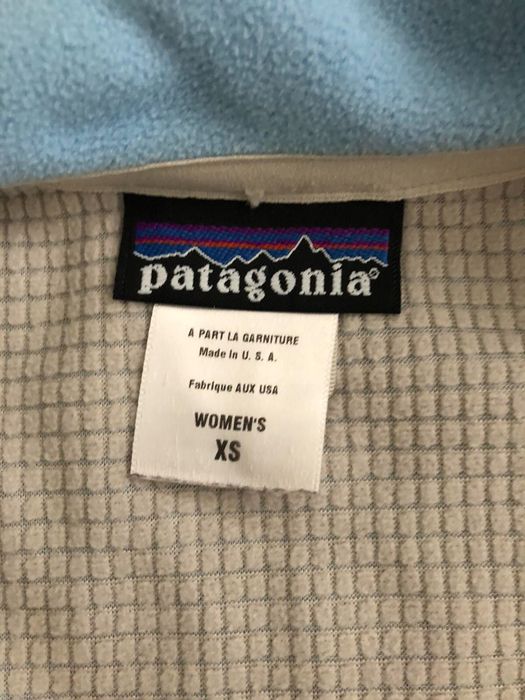 patagonia®
A PART LA GARNITURE
Made in U. S. A.
Fabrique AUX USA
WOMEN'S
XS